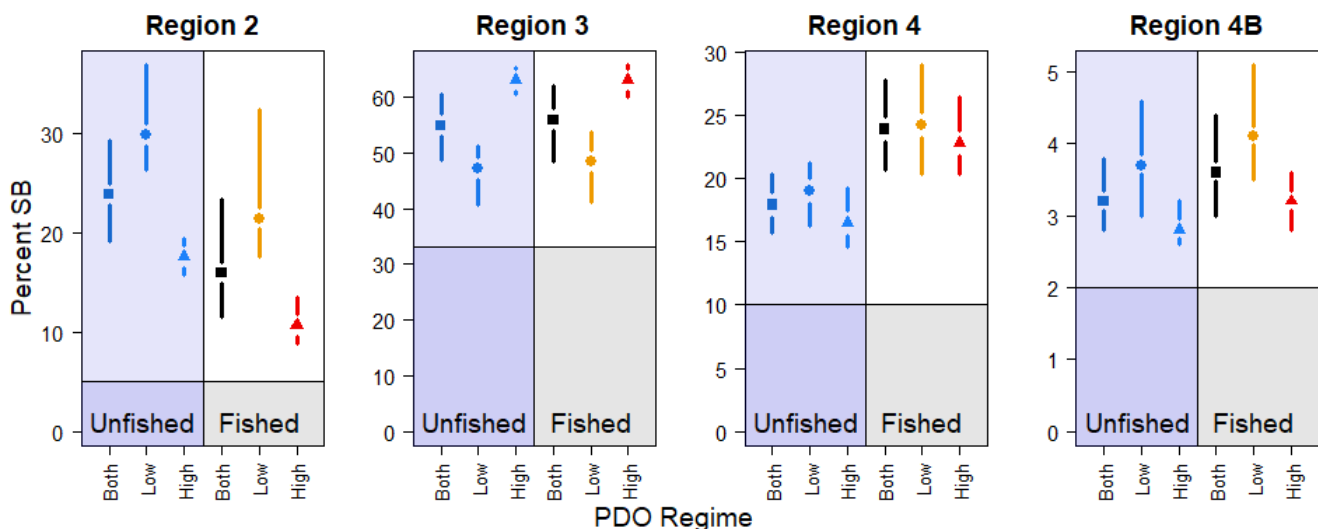 Region 2
Region 3
Region 4
Region 4B
Percent SB
30
20
10
0
Unfished
Fished
Both
Low
High
Both
Low
High
60
50
40
30
20
10
0
Unfished
Fished
Both
Low
High
Both
Low
High
30
25
20
15
10
5
0
Unfished
Fished
Both
Low
High
Both
Low
High
5
4
3
2
1
0
Unfished
Fished
Both
Low
High
Both
Low
High
PDO Regime